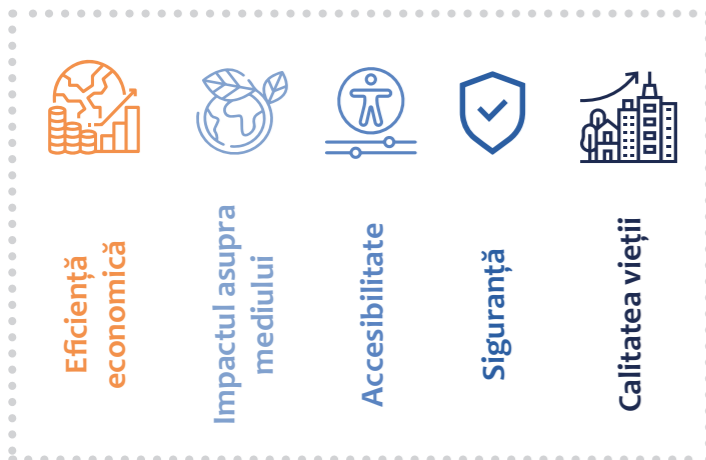 Eficiență
economică
Impactul asupra
mediului
Accesibilitate
Siguranță
Calitatea vieții